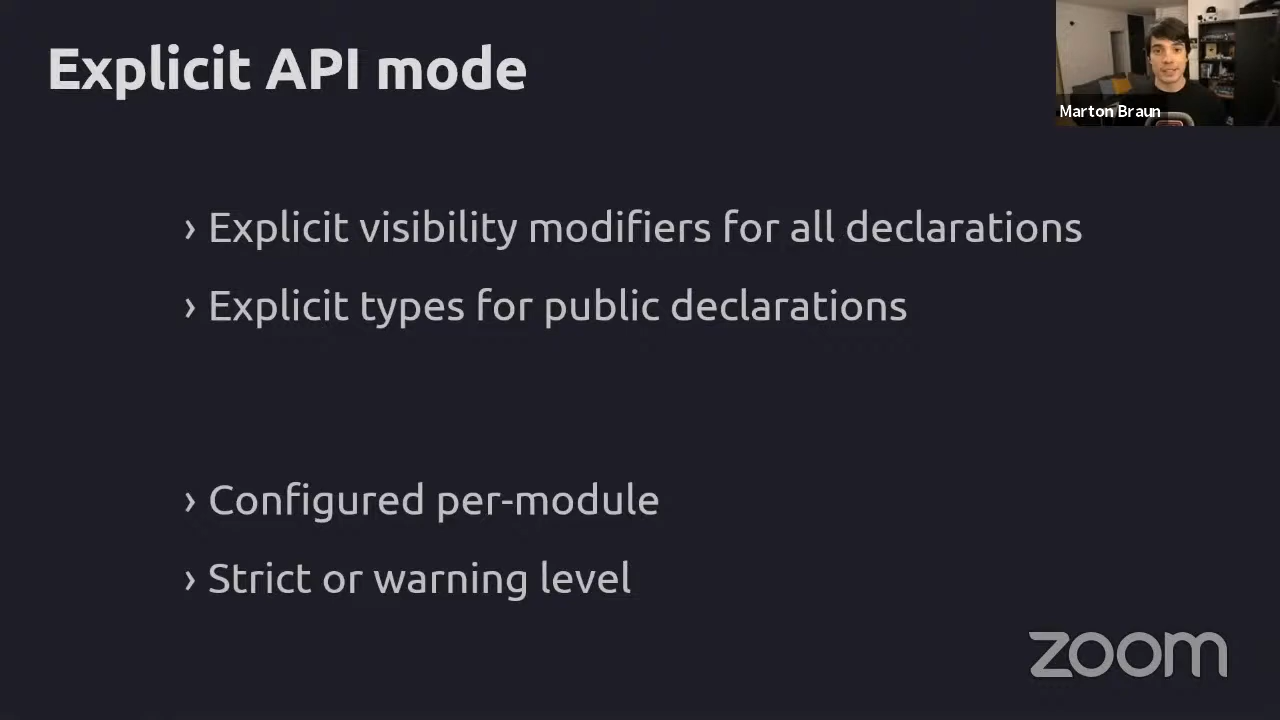 Explicit API mode
Marton Braun
› Explicit visibility modifiers for all declarations
› Explicit types for public declarations
› Configured per-module
› Strict or warning level
zoom